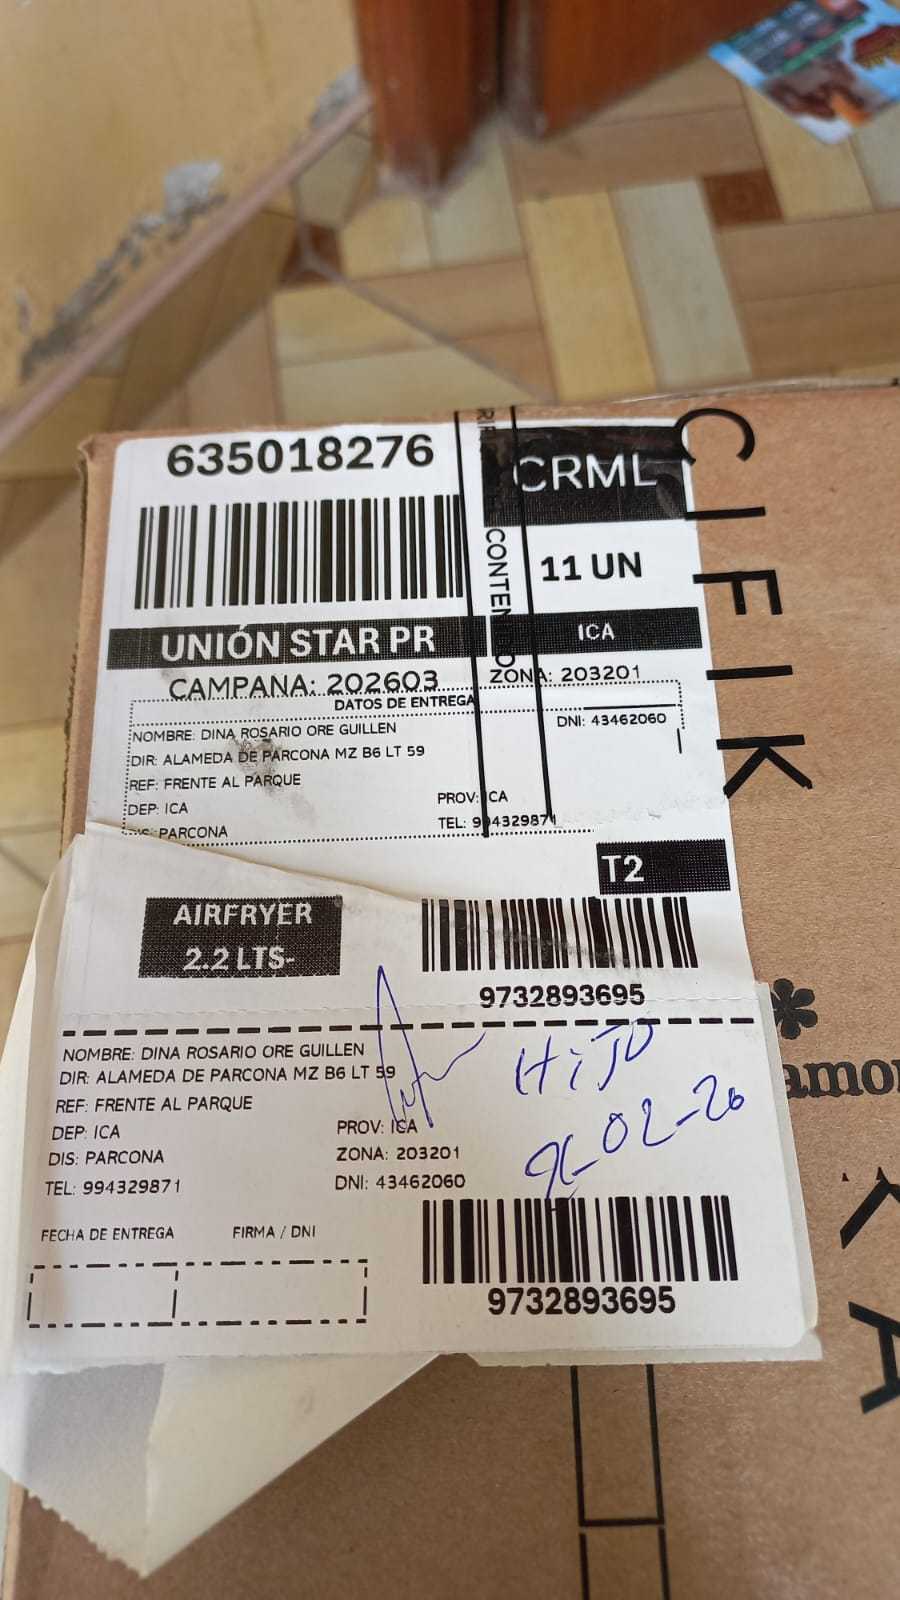 635018276
CRML
11 UN
UNIÓN STAR PR
ICA
CAMPAÑA: 202603
ZONA: 203201
DATOS DE ENTREGA
NOMBRE: DINA ROSARIO ORE GUILLEN
DNI: 43462060
DIR: ALAMEDA DE PARCONA MZ B6 LT 59
REF: FRENTE AL PARQUE
DEP: ICA
PROV: ICA
DIS: PARCONA
TEL: 994329871
T2
AIRFRYER
2.2 LTS-
9732893695
NOMBRE: DINA ROSARIO ORE GUILLEN
DIR: ALAMEDA DE PARCONA MZ B6 LT 59
REF: FRENTE AL PARQUE
DEP: ICA
PROV: ICA
DIS: PARCONA
ZONA: 203201
TEL: 994329871
DNI: 43462060
HiJO
02-26
FECHA DE ENTREGA
FIRMA / DNI
9732893695
CONTENIDO